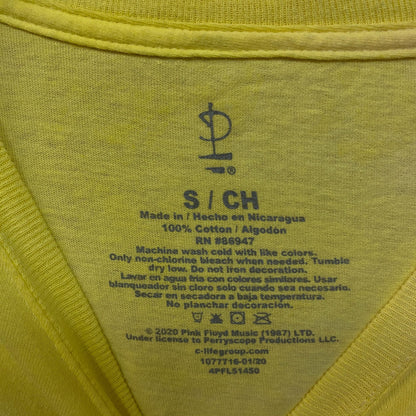 S / CH
Made in / Hecho en Nicaragua
100% Cotton / Algodón
RN #86947
Machine wash cold with like colors.
Only non-chlorine bleach when needed. Tumble
dry low. Do not iron decoration.
Lavar en agua fria con colores similares. Usar
blanqueador sin cloro solo cuando sea necesario.
Secar en secadora a baja temperatura.
No planchar decoración.
© 2020 Pink Floyd Music (1987) LTD.
Under license to Perryscope Productions LLC.
c-lifegroup.com
1077716-01/20
4PFL51450